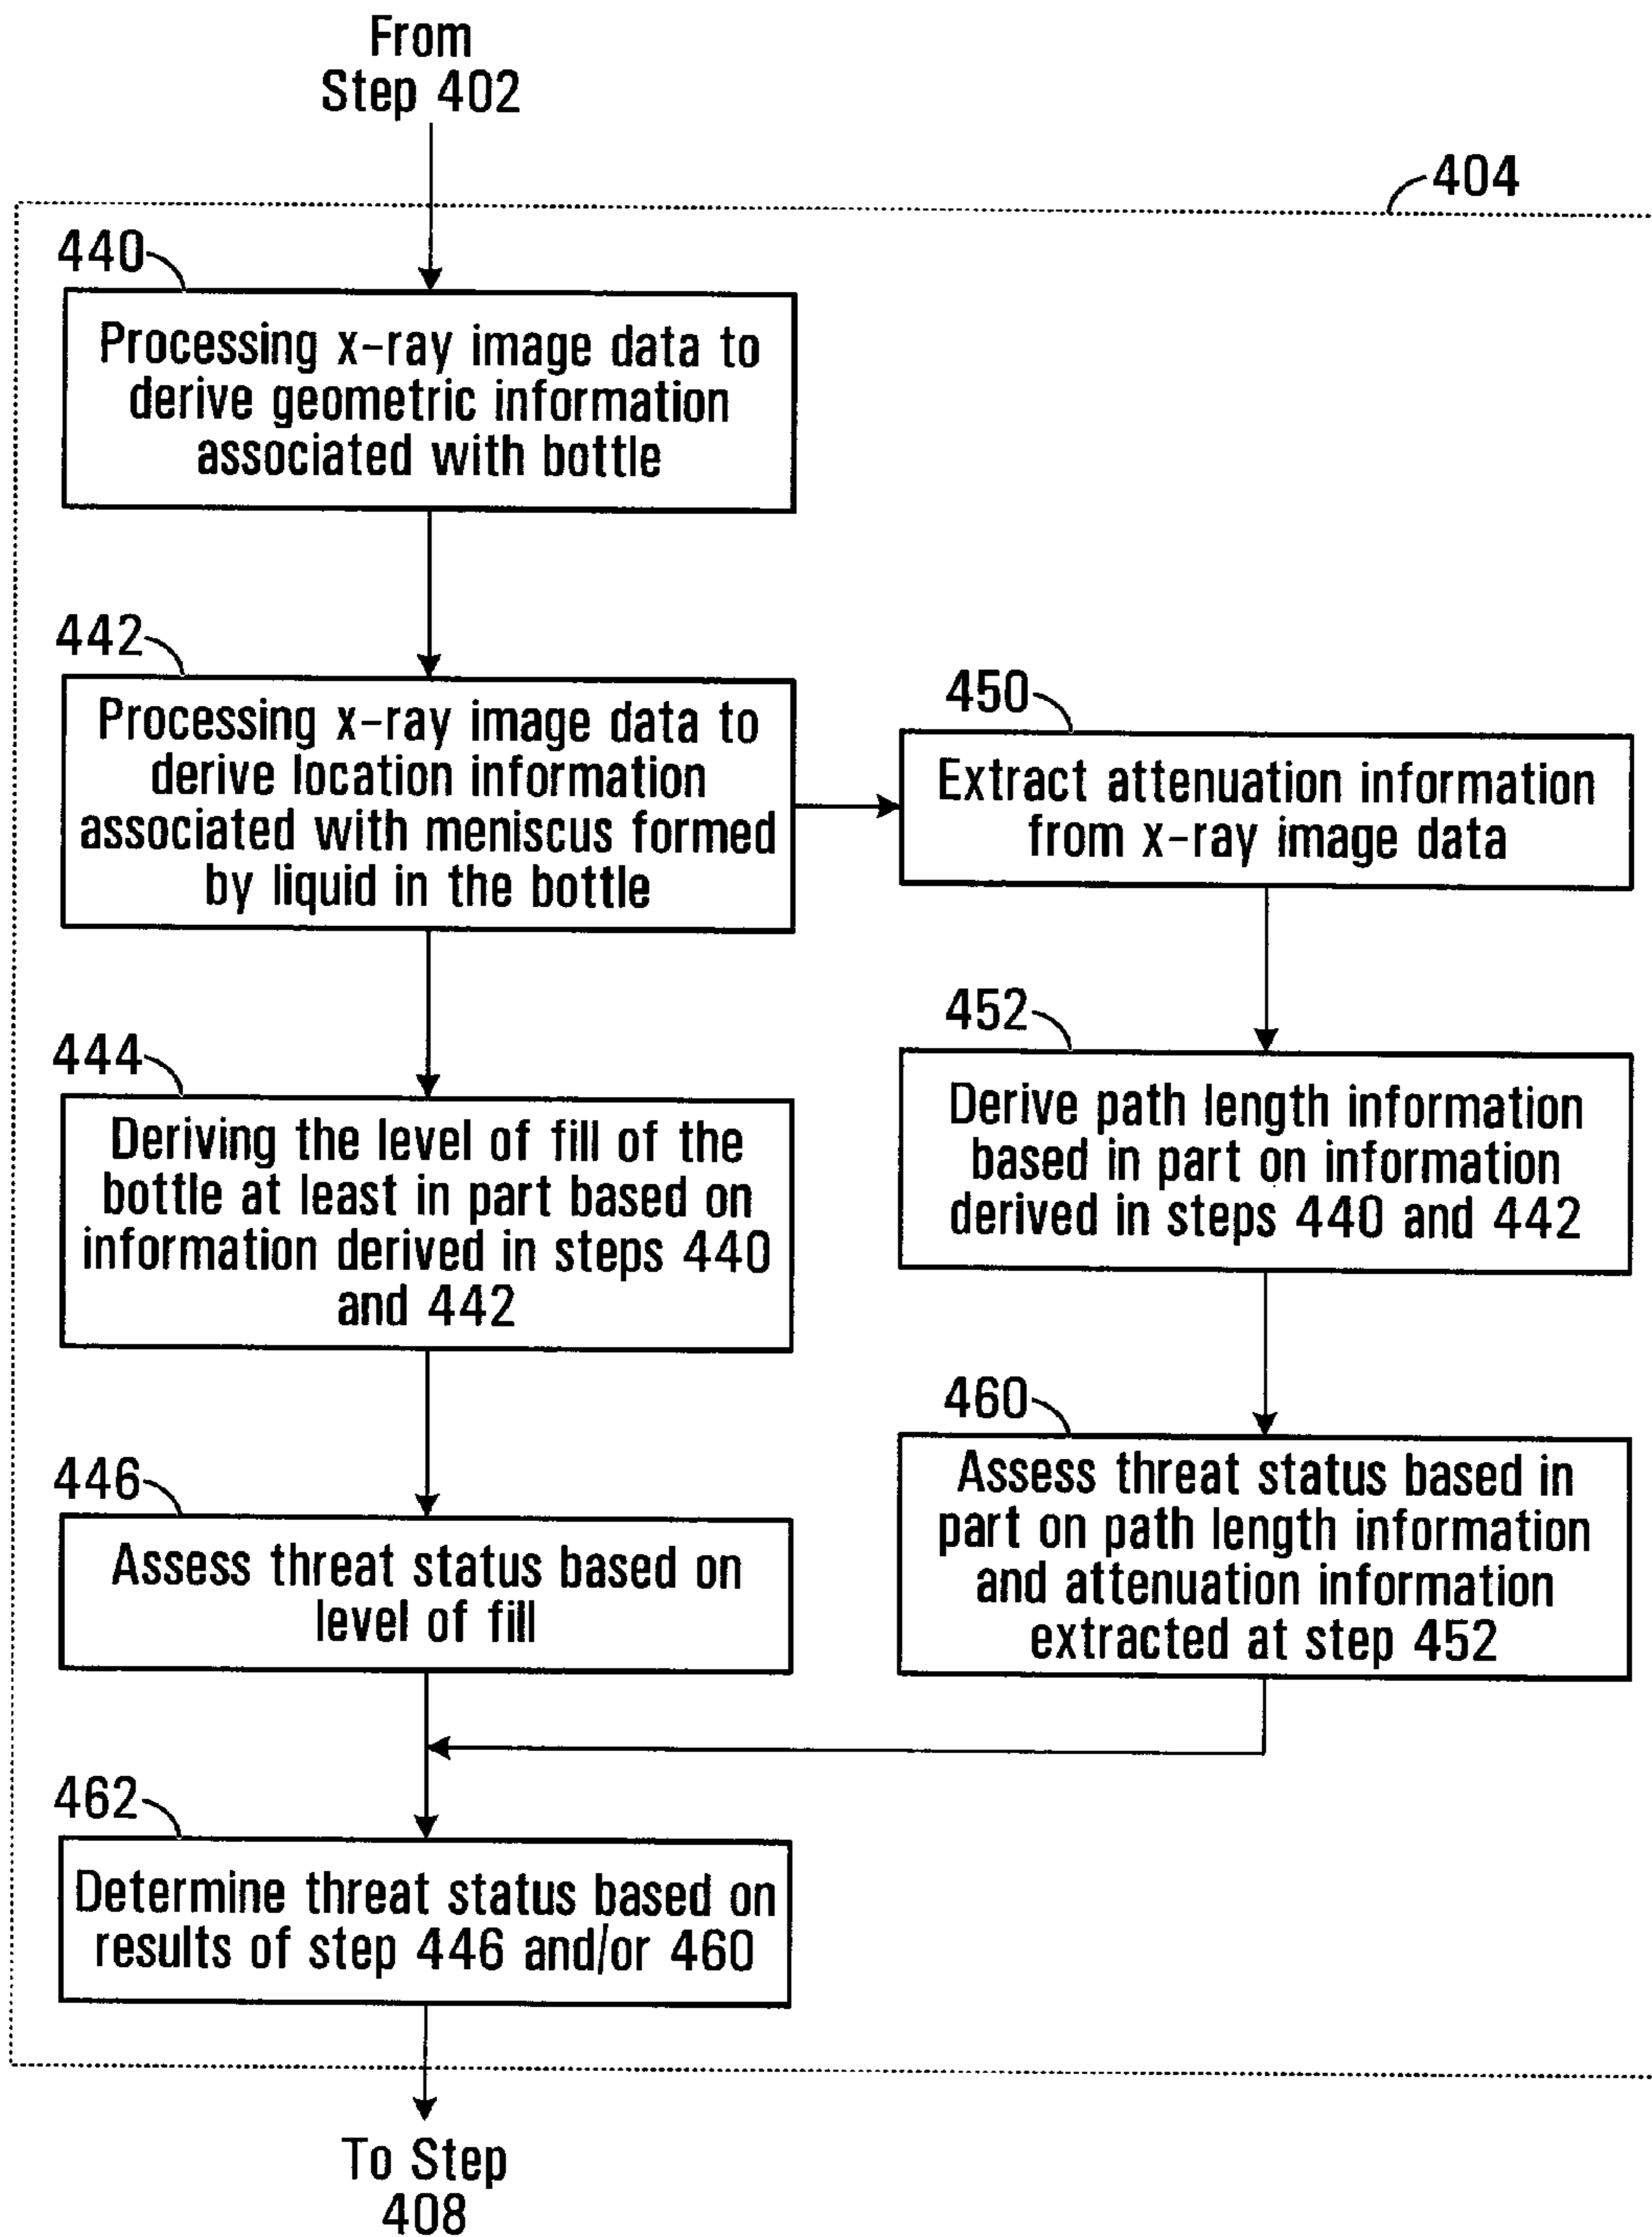 From
Step 402
404
440
Processing x-ray image data to
derive geometric information
associated with bottle
442
Processing x-ray image data to
derive location information
associated with meniscus formed
by liquid in the bottle
450
Extract attenuation information
from x-ray image data
444
Deriving the level of fill of the
bottle at least in part based on
information derived in steps 440
and 442
452
Derive path length information
based in part on information
derived in steps 440 and 442
446
Assess threat status based on
level of fill
460
Assess threat status based in
part on path length information
and attenuation information
extracted at step 452
462
Determine threat status based on
results of step 446 and/or 460
To Step
408